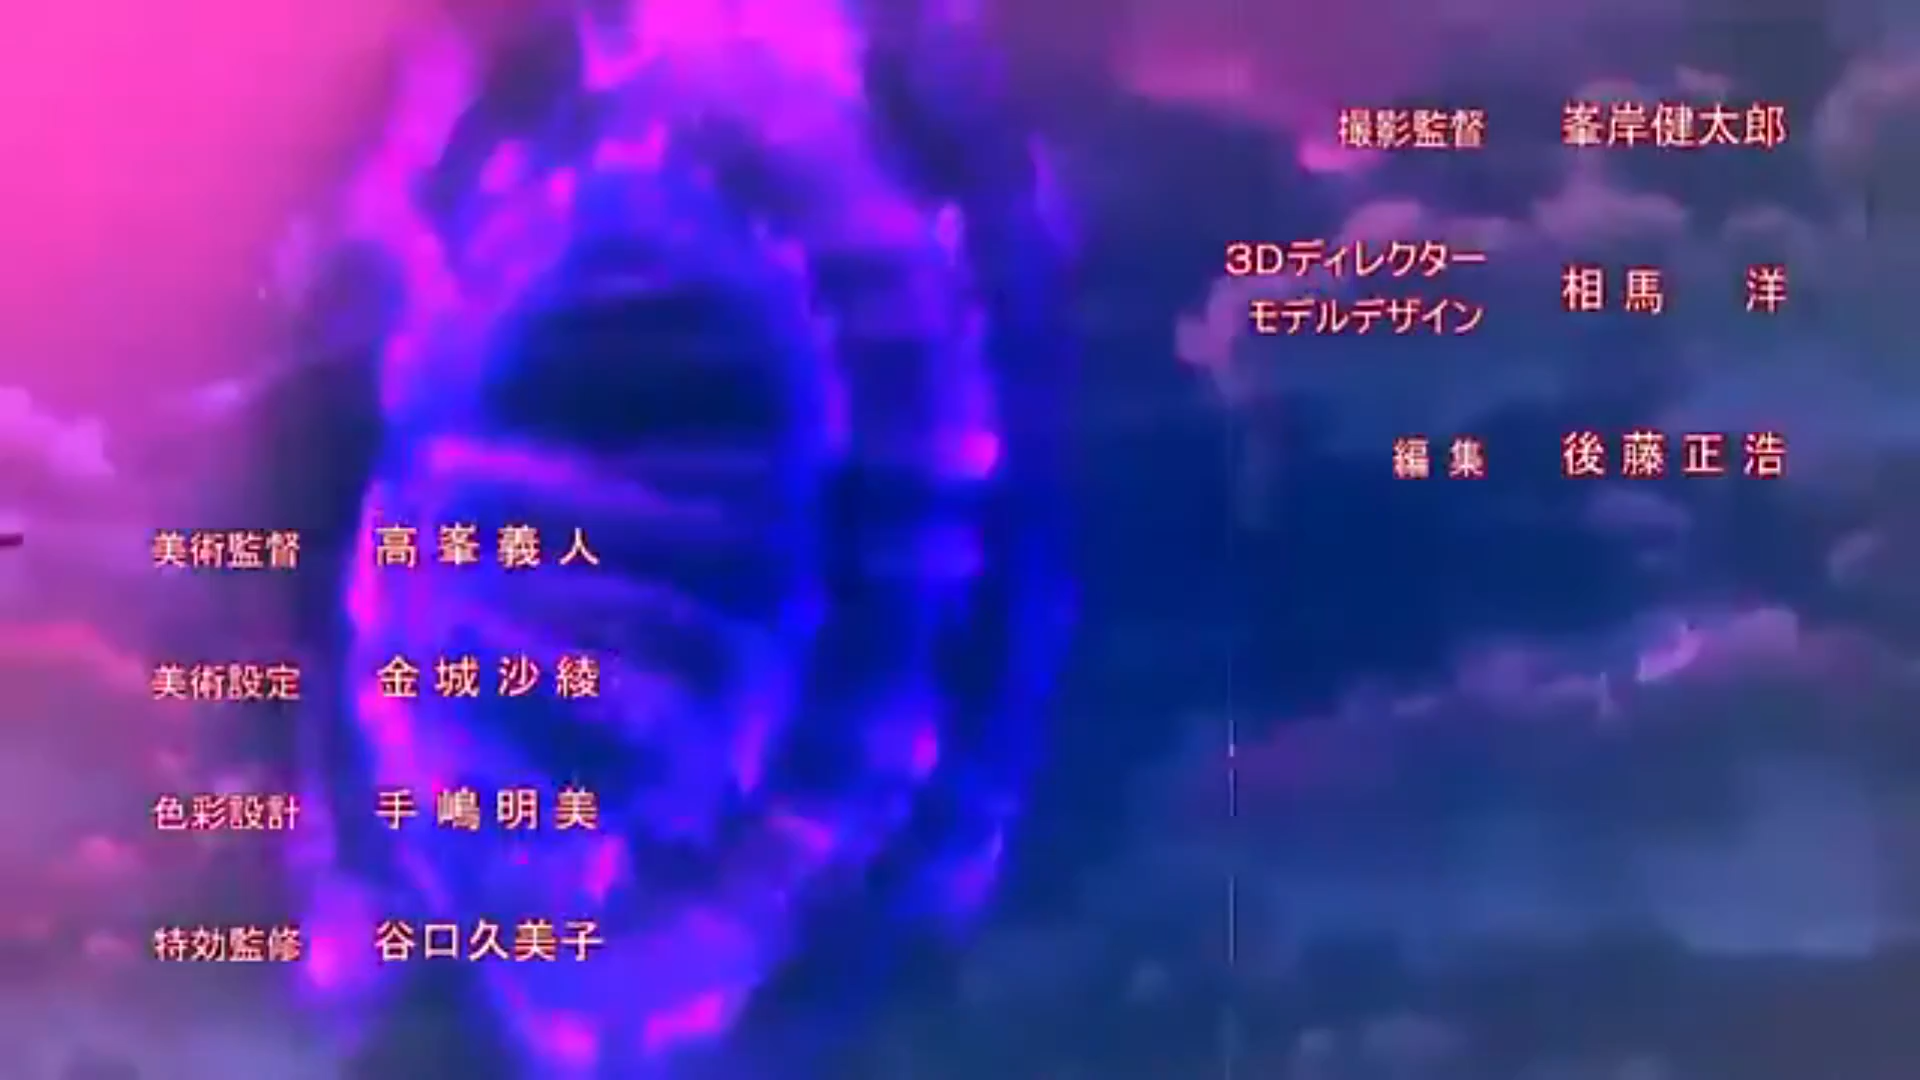 撮影監督 峯岸健太郎
3Dディレクター
モデルデザイン
相馬 洋
編集 後藤正浩
美術監督 高峯義人
美術設定 金城沙綾
色彩設計 手嶋明美
特効監修 谷口久美子